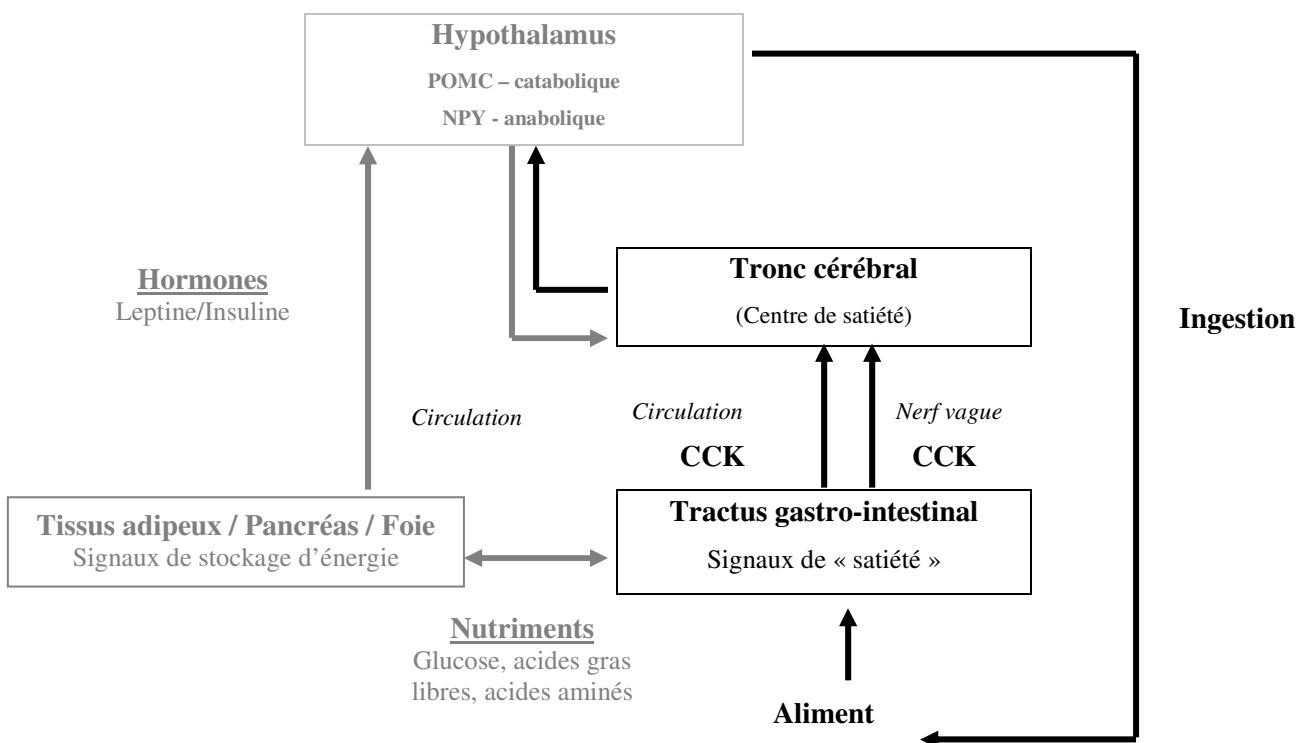 Hypothalamus
POMC – catabolique
NPY - anabolique
Tronc cérébral
(Centre de satiété)
Hormones
Leptine/Insuline
Ingestion
Circulation
Circulation
Nerf vague
CCK
CCK
Tissus adipeux / Pancréas / Foie
Signaux de stockage d’énergie
Tractus gastro-intestinal
Signaux de « satiété »
Nutriments
Glucose, acides gras
libres, acides aminés
Aliment